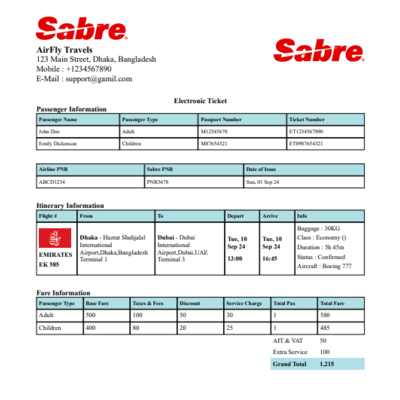 Sabre
Sabre
AirFly Travels
123 Main Street, Dhaka, Bangladesh
Mobile : +1234567890
E-Mail : support@gamil.com
Electronic Ticket
Passenger Information
Passenger Name Passenger Type Passport Number Ticket Number
John Doe Adult M12345678 ET1234567890
Emily Dickenson Children M87654321 ET0987654321
Airline PNR Sabre PNR Date of Issue
ABCD1234 PNR5678 Sun, 01 Sep 24
Itinerary Information
Flight # From To Depart Arrive Info
EMIRATES
EK 585
Dhaka - Hazrat Shahjalal
International
Airport,Dhaka,Bangladesh
Terminal 1
Dubai - Dubai
International
Airport,Dubai,UAE
Terminal 3
Tue, 10
Sep 24
13:00
Tue, 10
Sep 24
16:45
Baggage : 30KG
Class : Economy ()
Duration : 5h 45m
Status : Confirmed
Aircraft : Boeing 777
Fare Information
Passenger Type Base Fare Taxes & Fees Discount Service Charge Total Pax Total Fare
Adult 500 100 50 30 1 580
Children 400 80 20 25 1 485
AIT & VAT 50
Extra Service 100
Grand Total 1,215